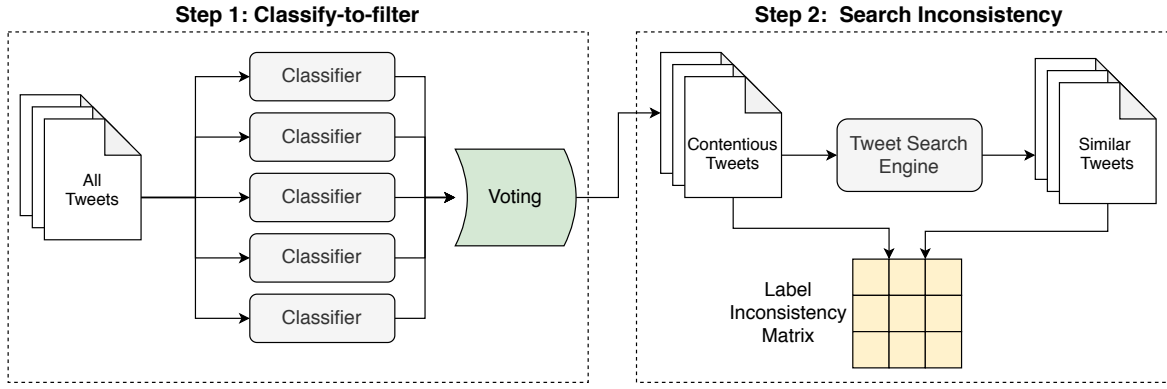 Step 1: Classify-to-filter
All
Tweets
Classifier
Classifier
Classifier
Classifier
Classifier
Voting
Step 2: Search Inconsistency
Contentious
Tweets
Tweet Search
Engine
Similar
Tweets
Label
Inconsistency
Matrix